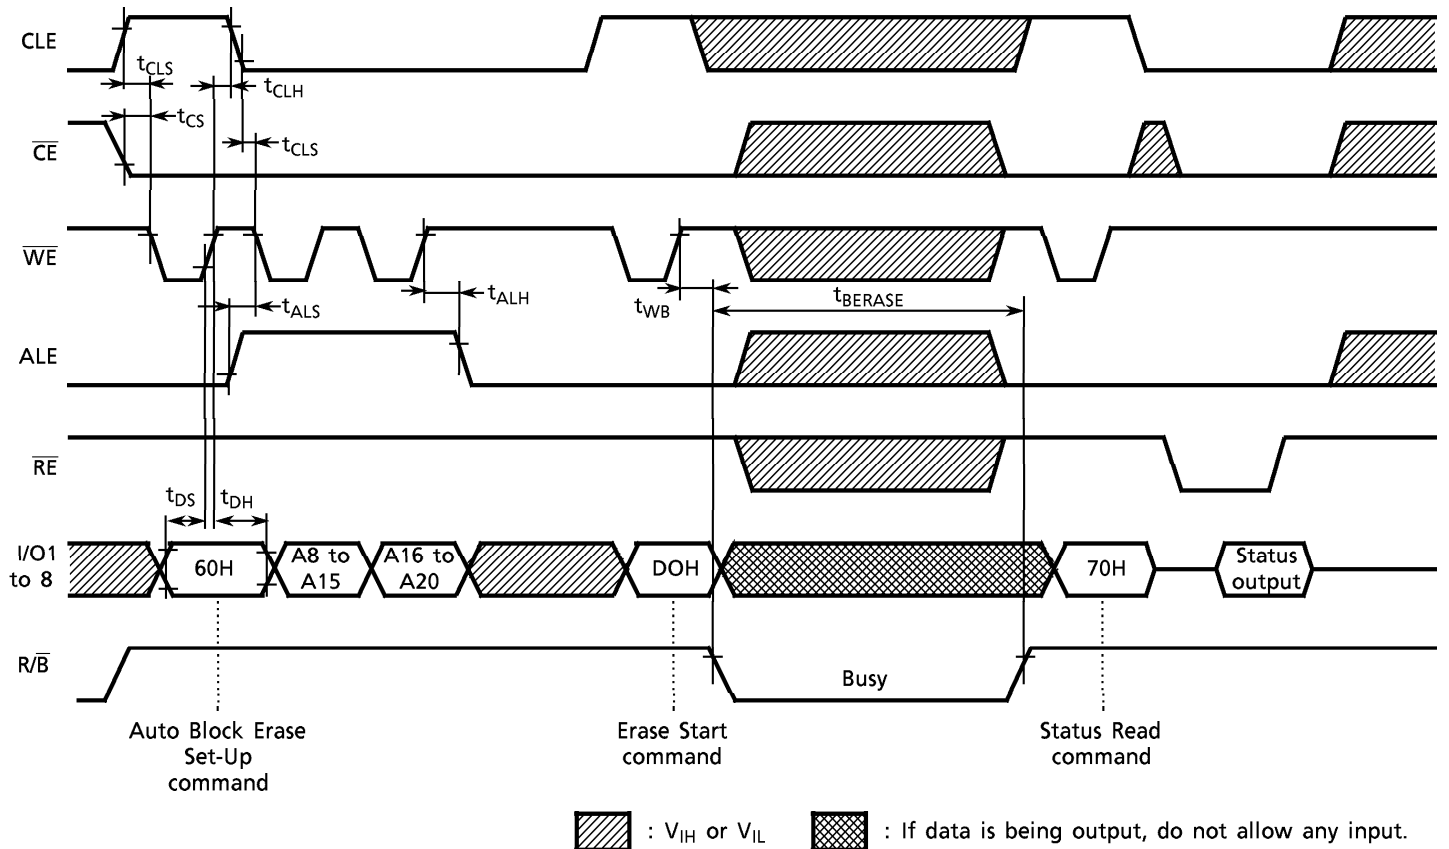 CLE
tCLS
tCLH
tCS
CE
tCLS
WE
tALS
tALH
tWB
tBERASE
ALE
RE
tDS
tDH
I/O1
to 8
60H
A8 to
A15
A16 to
A20
DOH
70H
Status
output
R/B
Busy
Auto Block Erase
Set-Up
command
Erase Start
command
Status Read
command
: VIH or VIL
: If data is being output, do not allow any input.